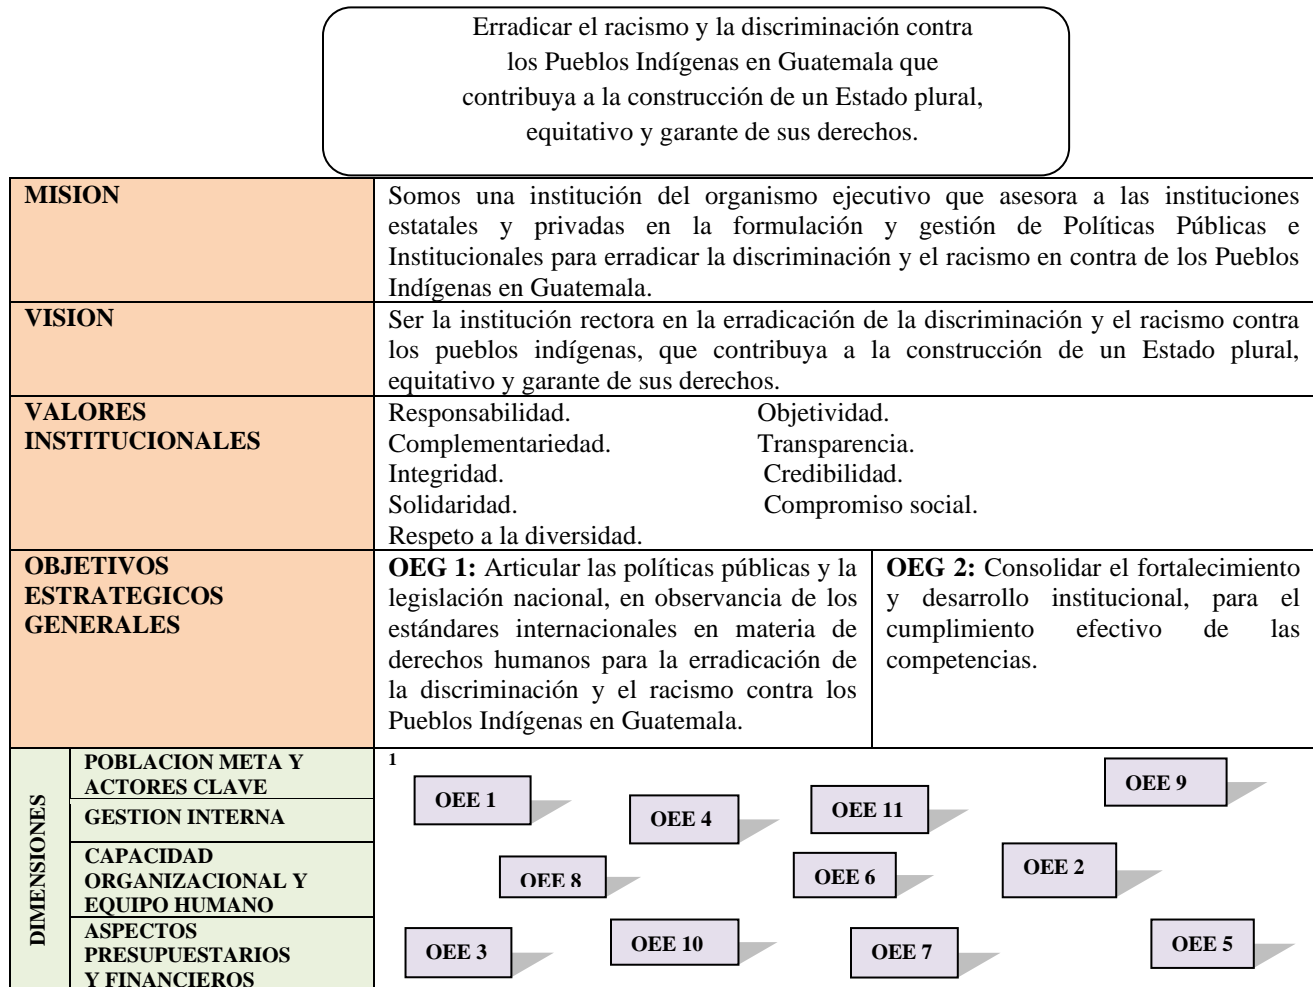 Erradicar el racismo y la discriminación contra
los Pueblos Indígenas en Guatemala que
contribuya a la construcción de un Estado plural,
equitativo y garante de sus derechos.
MISION
Somos una institución del organismo ejecutivo que asesora a las instituciones
estatales y privadas en la formulación y gestión de Políticas Públicas e
Institucionales para erradicar la discriminación y el racismo en contra de los Pueblos
Indígenas en Guatemala.
VISION
Ser la institución rectora en la erradicación de la discriminación y el racismo contra
los pueblos indígenas, que contribuya a la construcción de un Estado plural,
equitativo y garante de sus derechos.
VALORES
INSTITUCIONALES
Responsabilidad. Objetividad.
Complementariedad. Transparencia.
Integridad. Credibilidad.
Solidaridad. Compromiso social.
Respeto a la diversidad.
OBJETIVOS
ESTRATEGICOS
GENERALES
OEG 1: Articular las políticas públicas y la
legislación nacional, en observancia de los
estándares internacionales en materia de
derechos humanos para la erradicación de
la discriminación y el racismo contra los
Pueblos Indígenas en Guatemala.
OEG 2: Consolidar el fortalecimiento
y desarrollo institucional, para el
cumplimiento efectivo de las
competencias.
DIMENSIONES
POBLACION META Y
ACTORES CLAVE
GESTION INTERNA
CAPACIDAD
ORGANIZACIONAL Y
EQUIPO HUMANO
ASPECTOS
PRESUPUESTARIOS
Y FINANCIEROS
1
OEE 1
OEE 4
OEE 11
OEE 9
OEE 8
OEE 6
OEE 2
OEE 3
OEE 10
OEE 7
OEE 5